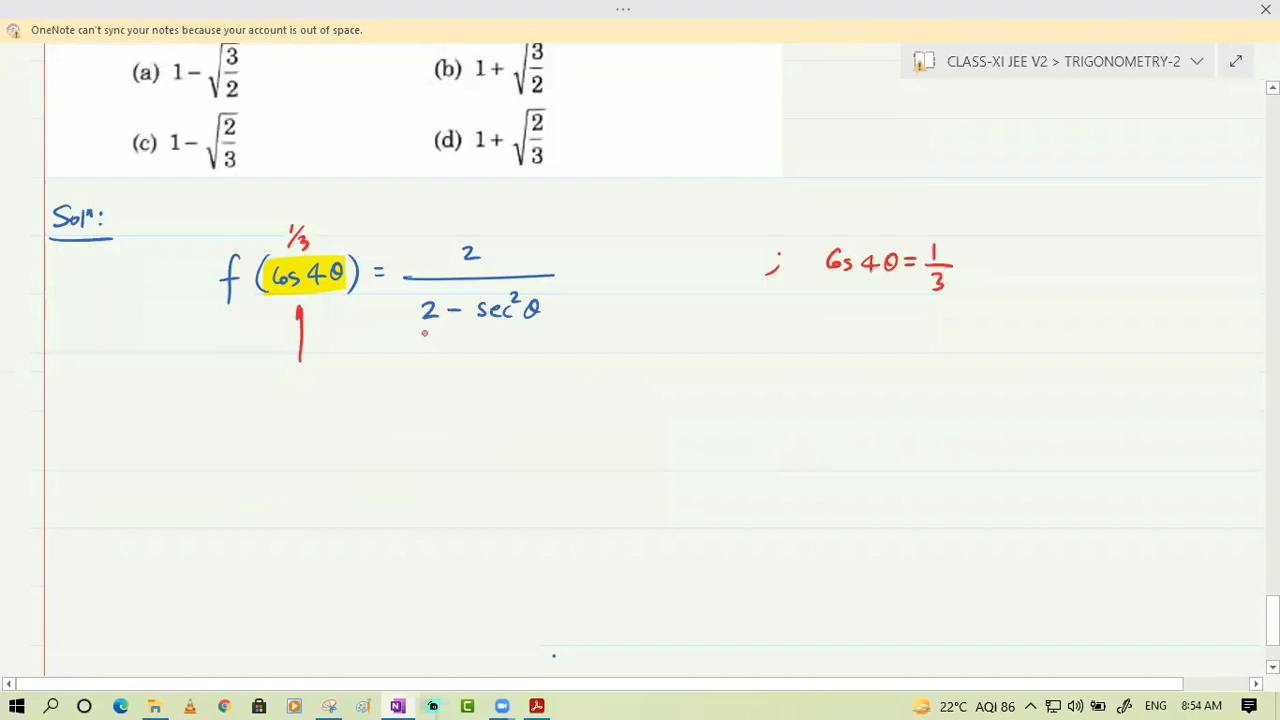 OneNote can't sync your notes because your account is out of space.
CLASS-XI JEE V2 > TRIGONOMETRY-2
(a) 1 − √(3/2) (b) 1 + √(3/2)
(c) 1 − √(2/3) (d) 1 + √(2/3)
Solⁿ:
1/3
f (cos 4θ) = 2 / (2 − sec²θ) ; cos 4θ = 1/3
22°C AQI 86 ENG 8:54 AM